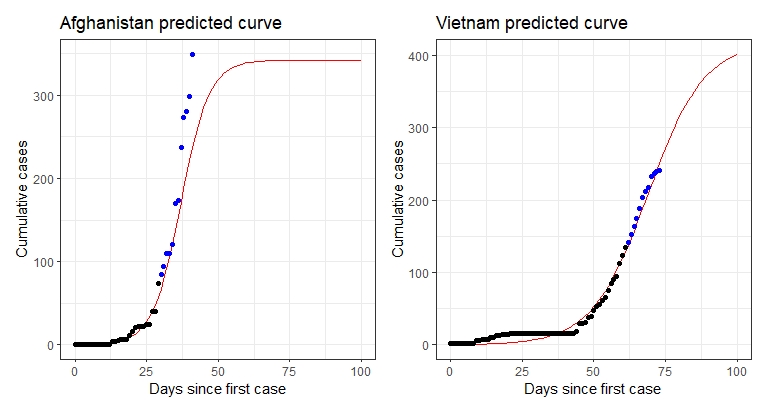 Afghanistan predicted curve
Cumulative cases
300
200
100
0
0 25 50 75 100
Days since first case
Vietnam predicted curve
Cumulative cases
400
300
200
100
0
0 25 50 75 100
Days since first case